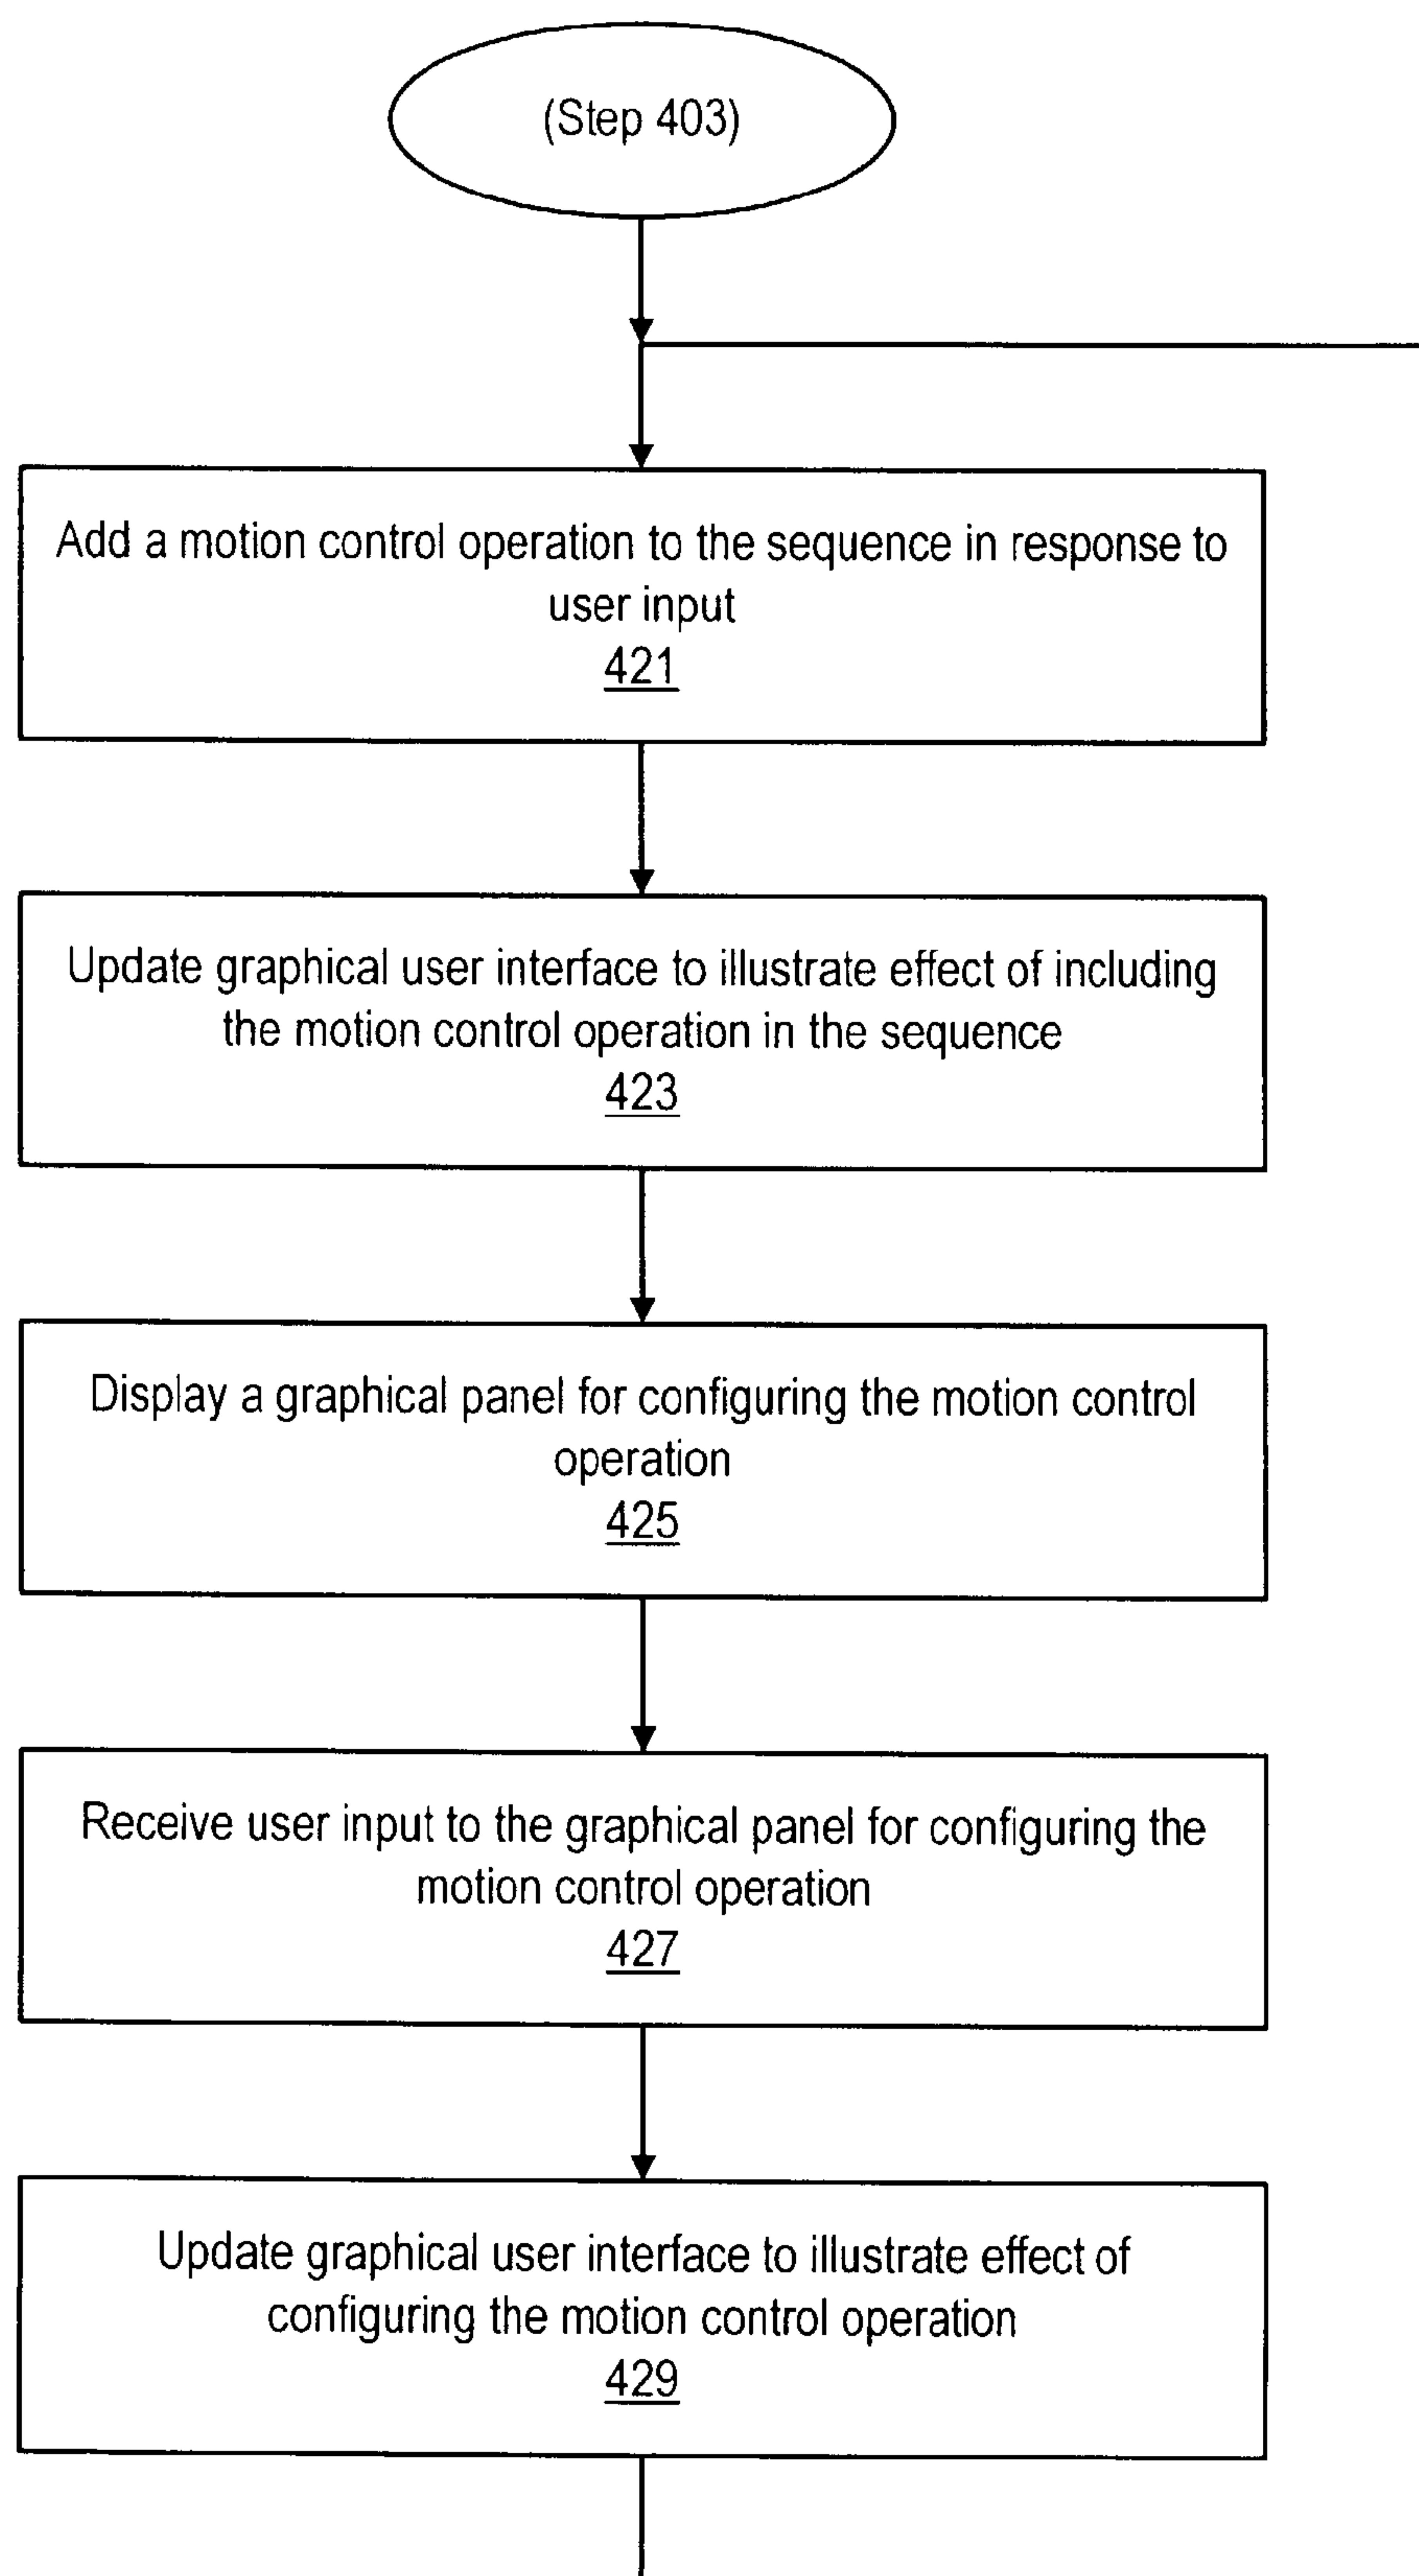 (Step 403)
Add a motion control operation to the sequence in response to
user input
421
Update graphical user interface to illustrate effect of including
the motion control operation in the sequence
423
Display a graphical panel for configuring the motion control
operation
425
Receive user input to the graphical panel for configuring the
motion control operation
427
Update graphical user interface to illustrate effect of
configuring the motion control operation
429